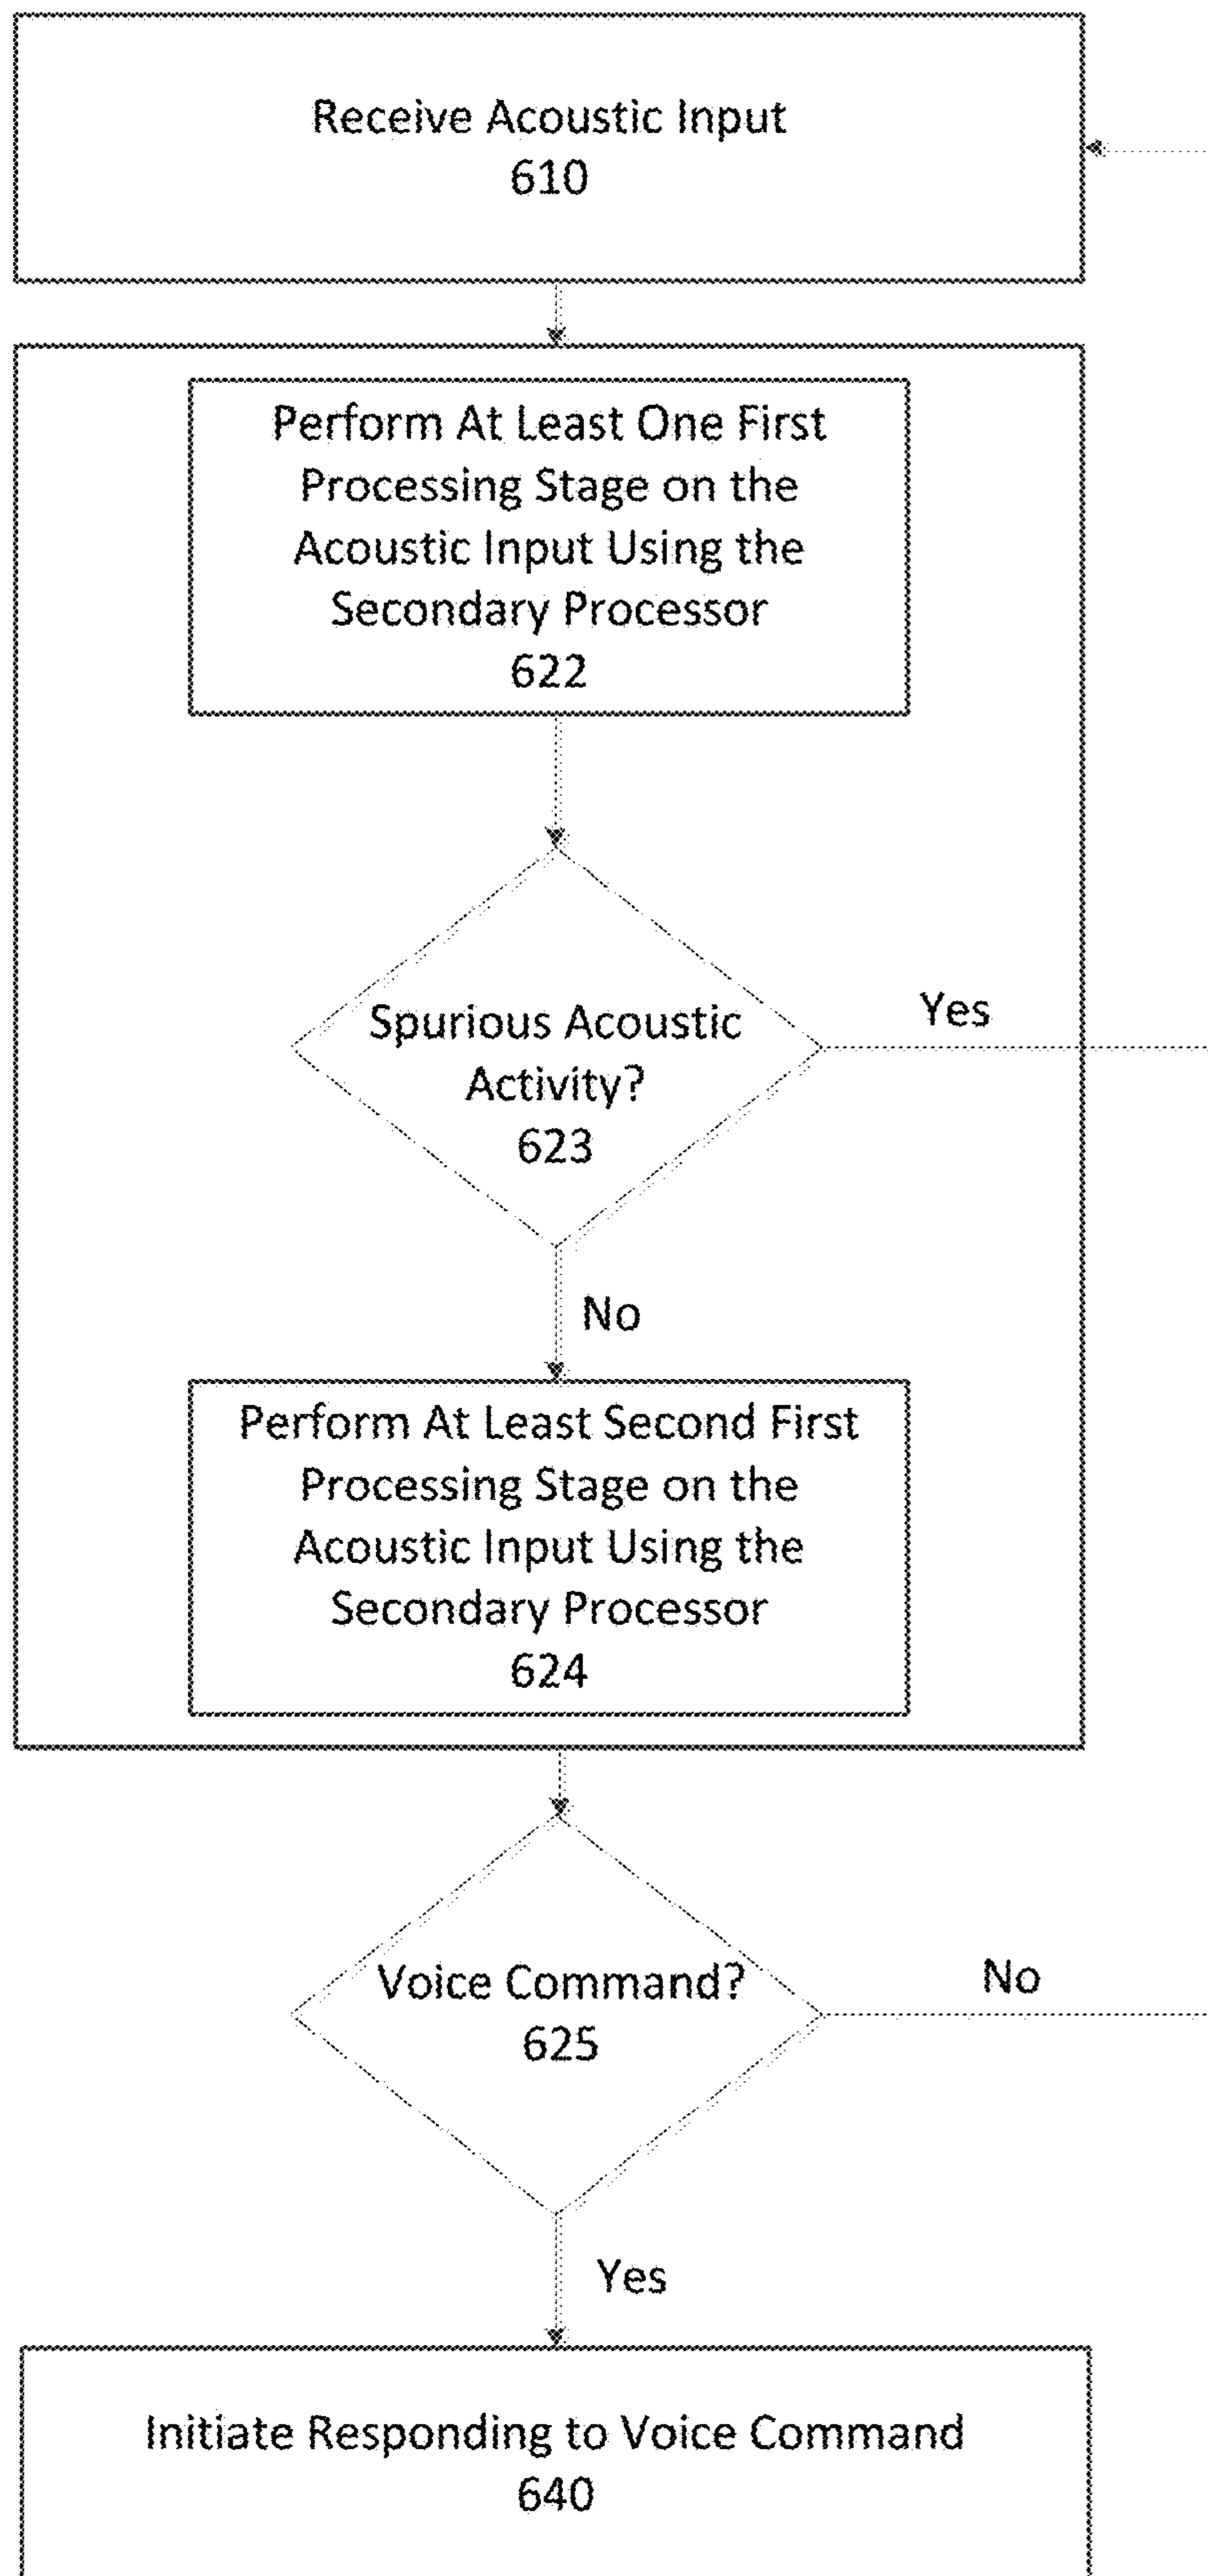 Receive Acoustic Input
610
Perform At Least One First
Processing Stage on the
Acoustic Input Using the
Secondary Processor
622
Spurious Acoustic
Activity?
623
Yes
No
Perform At Least Second First
Processing Stage on the
Acoustic Input Using the
Secondary Processor
624
Voice Command?
625
No
Yes
Initiate Responding to Voice Command
640